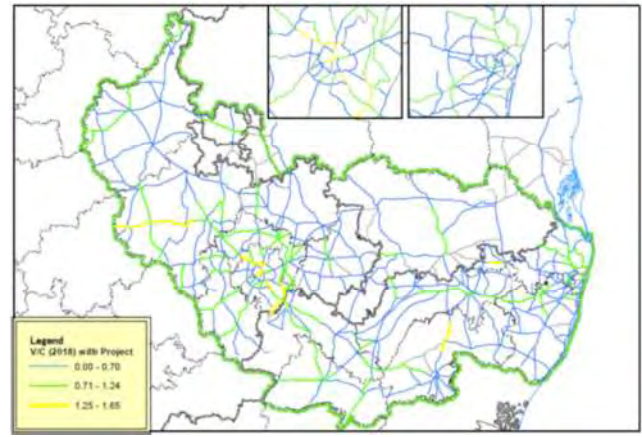 Legend
V/C (2018) with Project
0.00 - 0.70
0.71 - 1.24
1.25 - 1.65